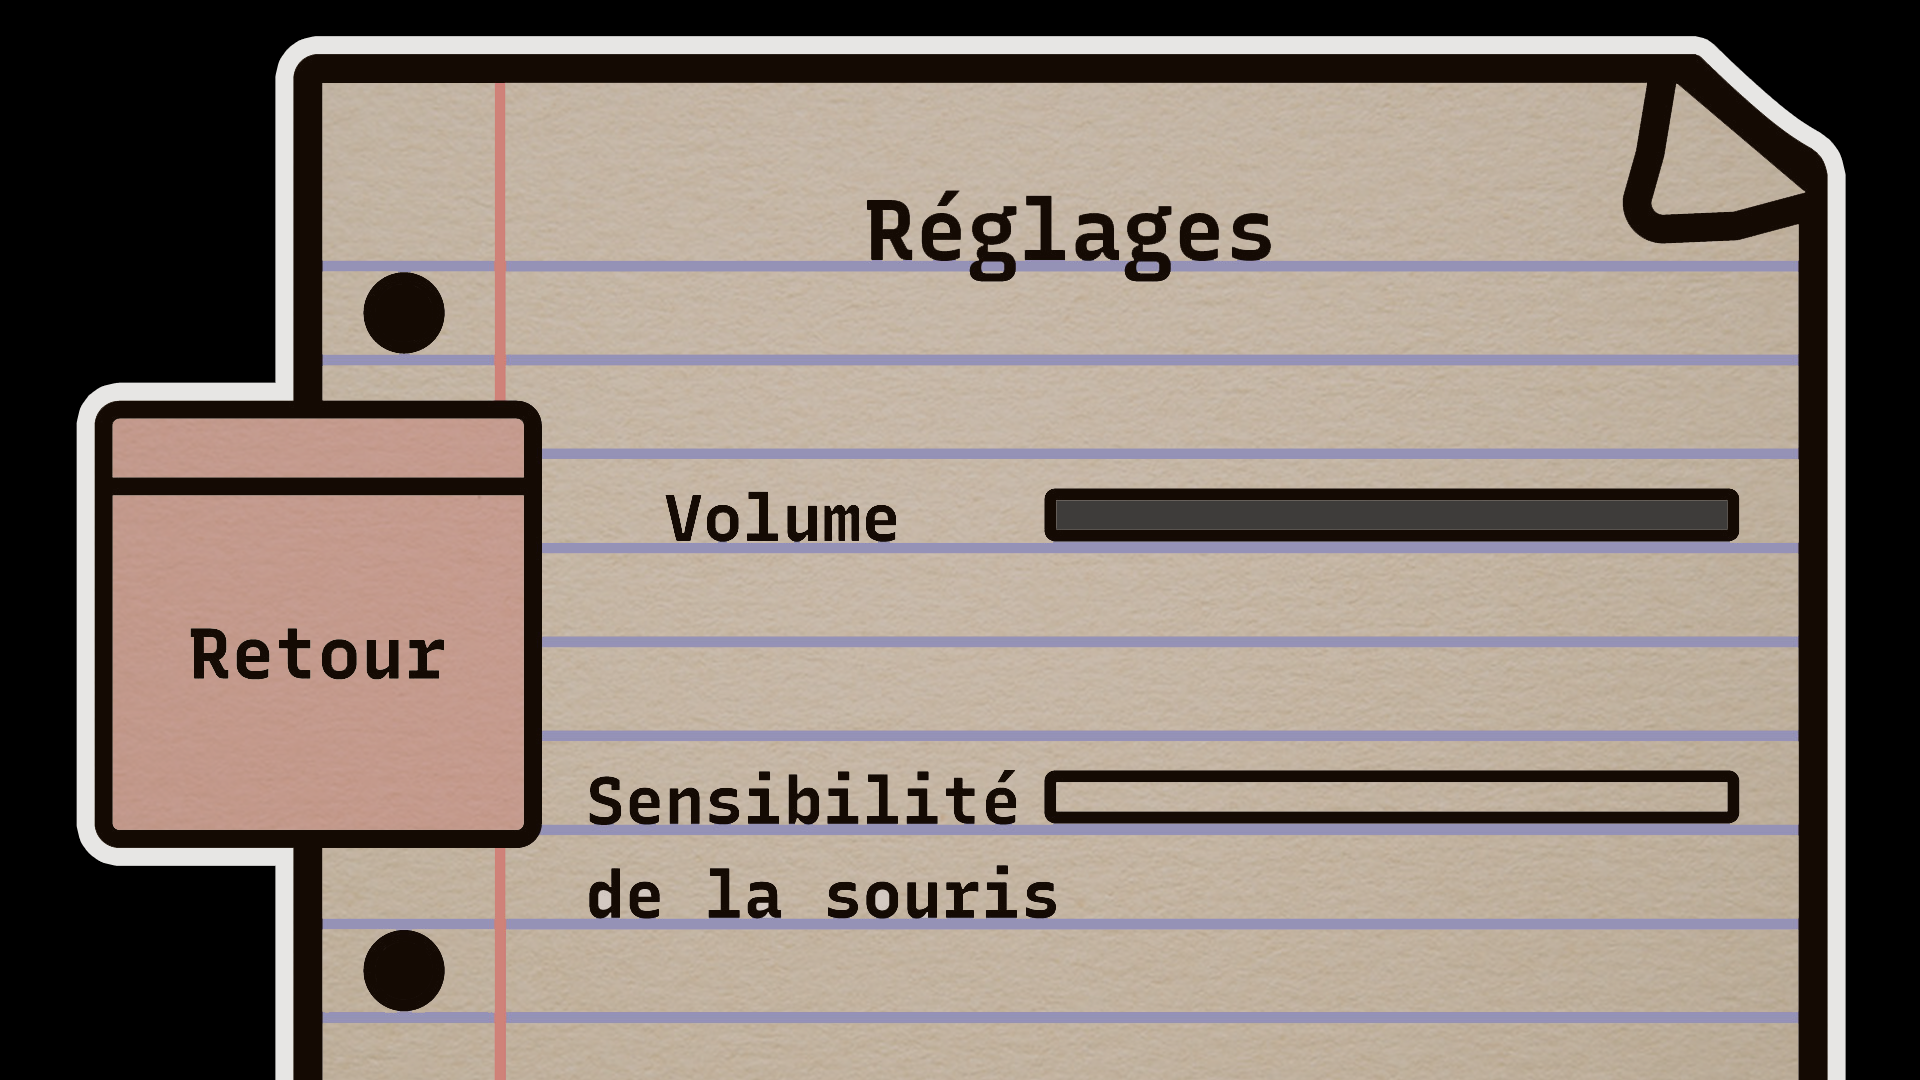 Réglages
Volume
Retour
Sensibilité
de la souris